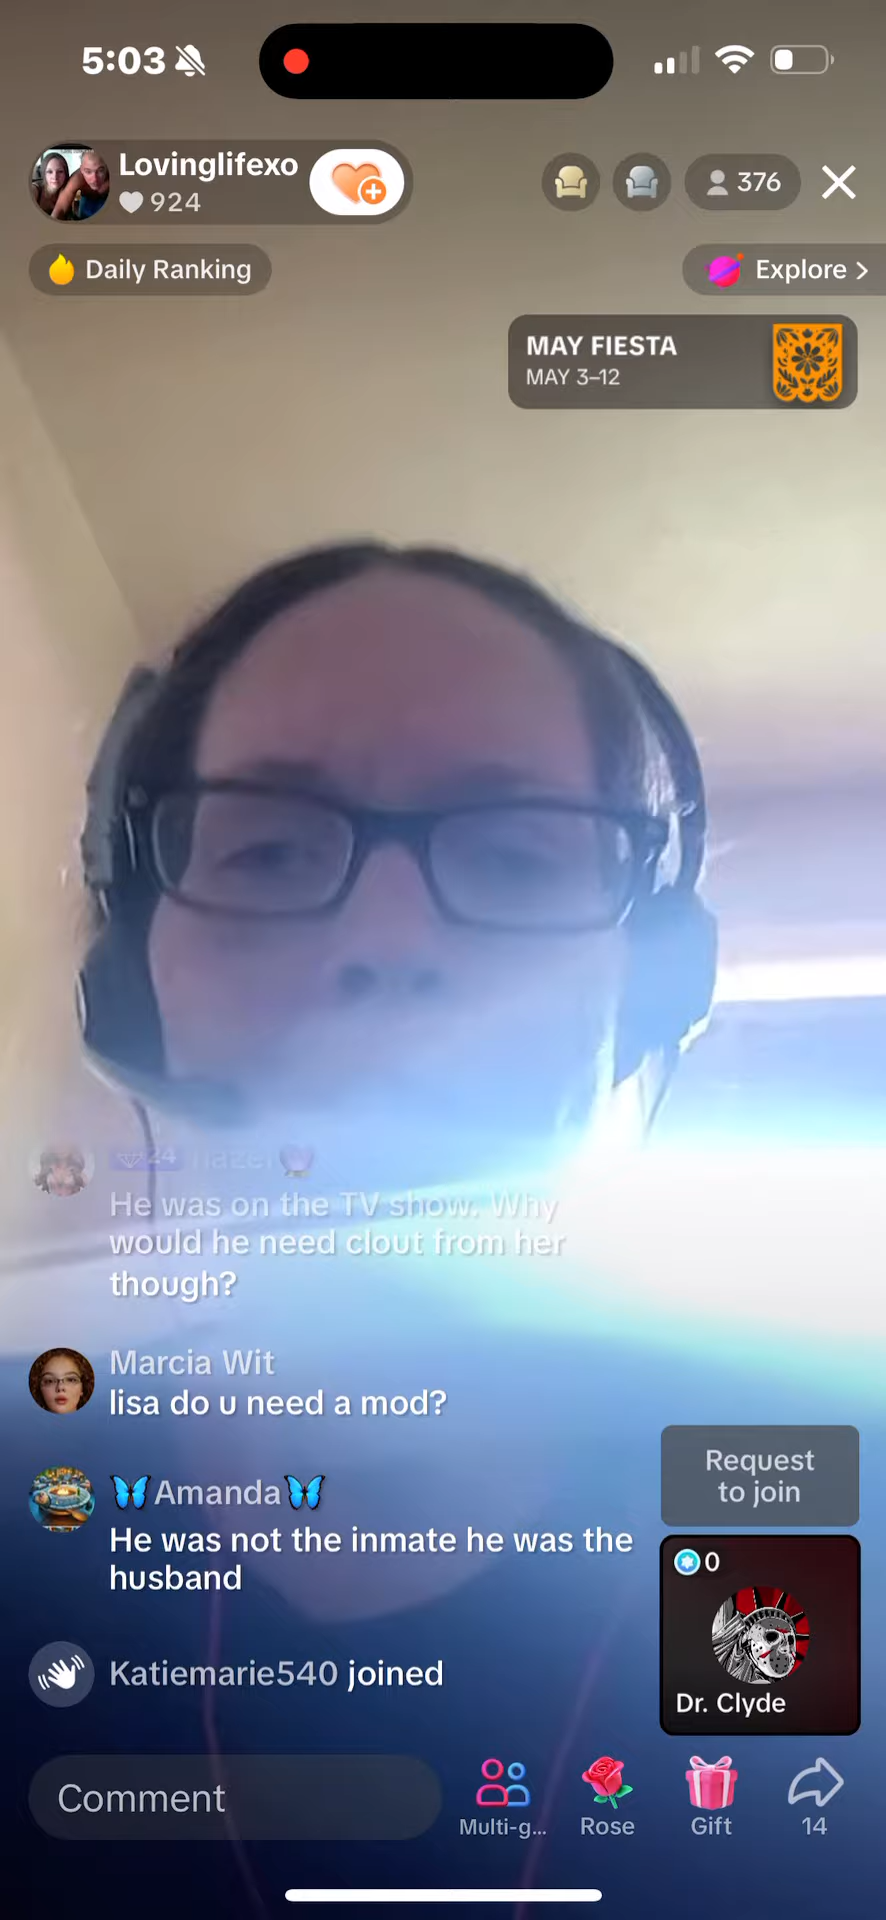 5:03
Lovinglifexo
924
376
Daily Ranking
Explore >
MAY FIESTA
MAY 3–12
24 Hazel
He was on the TV show. Why
would he need clout from her
though?
Marcia Wit
lisa do u need a mod?
🦋Amanda🦋
He was not the inmate he was the
husband
Katiemarie540 joined
Request
to join
0
Dr. Clyde
Comment
Multi-g...
Rose
Gift
14